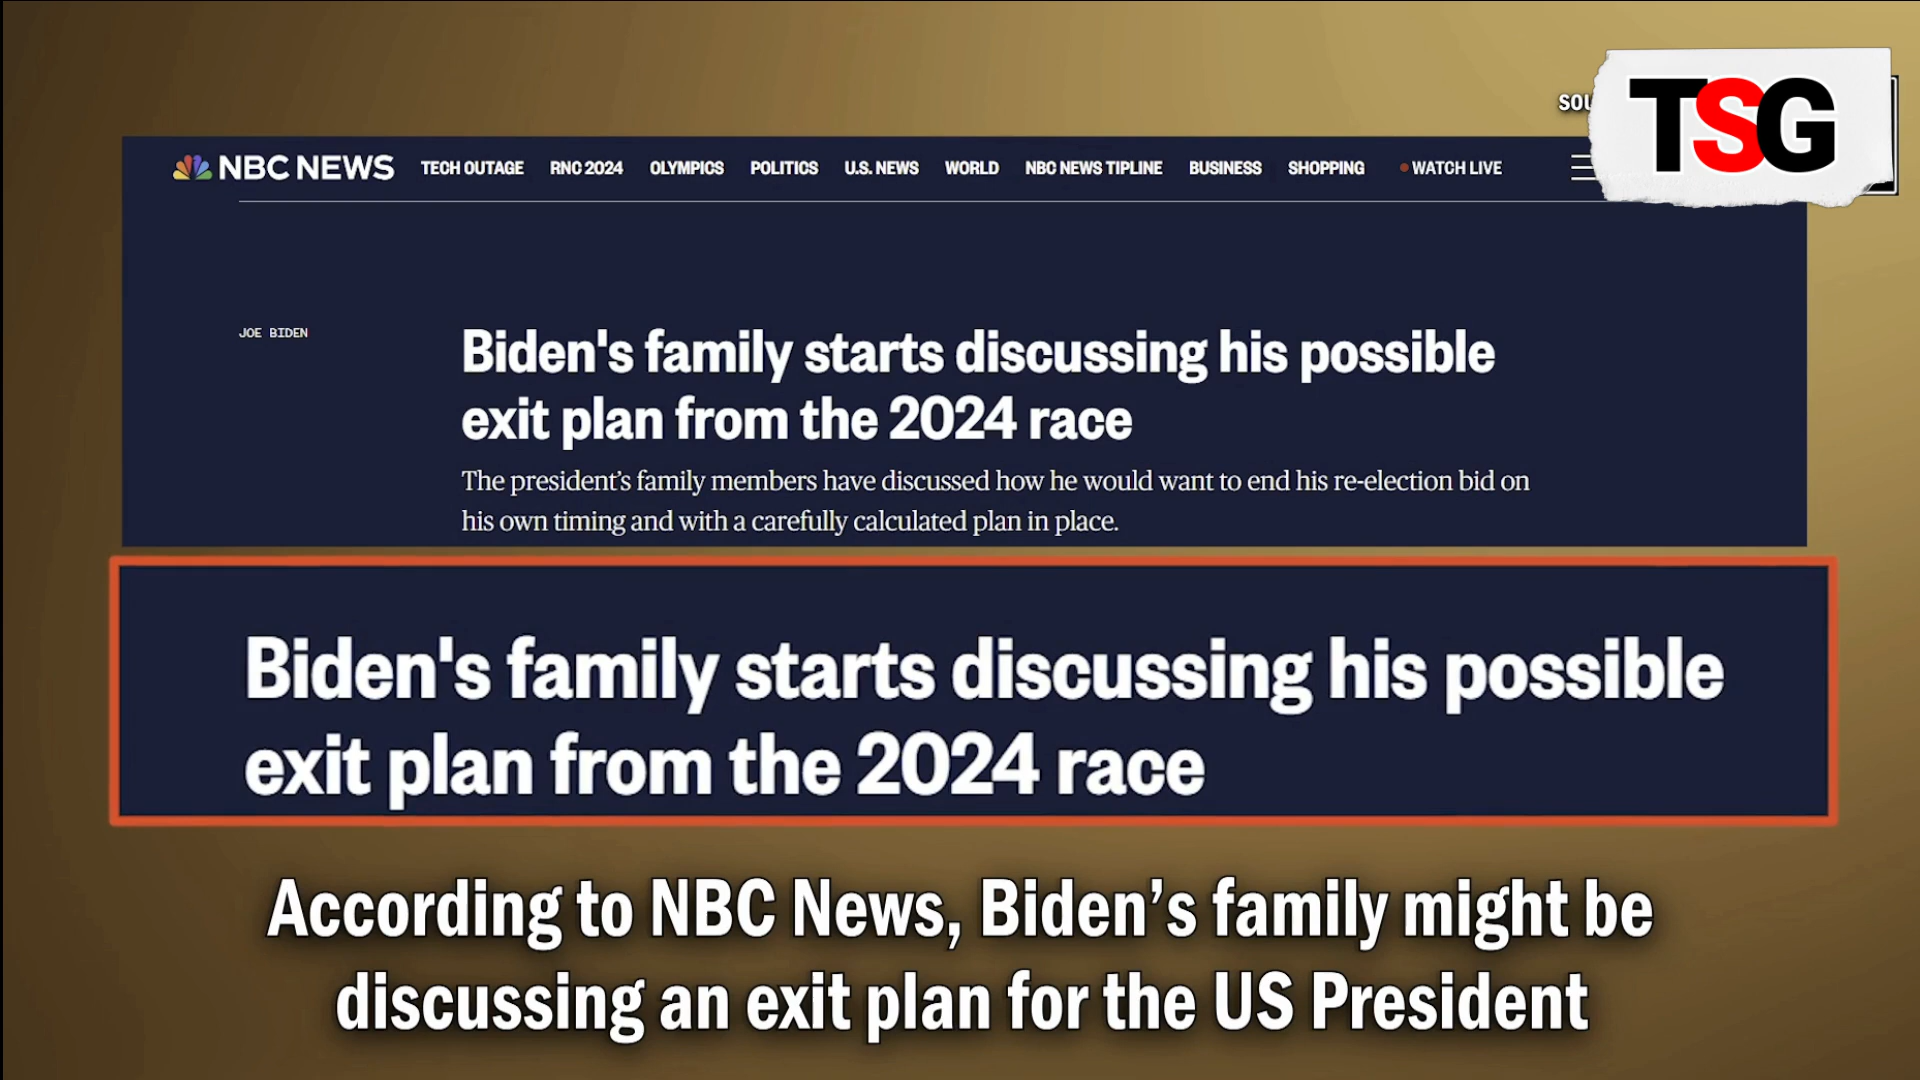 SOU
TSG
NBC NEWS TECH OUTAGE RNC 2024 OLYMPICS POLITICS U.S. NEWS WORLD NBC NEWS TIPLINE BUSINESS SHOPPING WATCH LIVE
JOE BIDEN
Biden's family starts discussing his possible
exit plan from the 2024 race
The president’s family members have discussed how he would want to end his re-election bid on
his own timing and with a carefully calculated plan in place.
Biden's family starts discussing his possible
exit plan from the 2024 race
According to NBC News, Biden’s family might be
discussing an exit plan for the US President